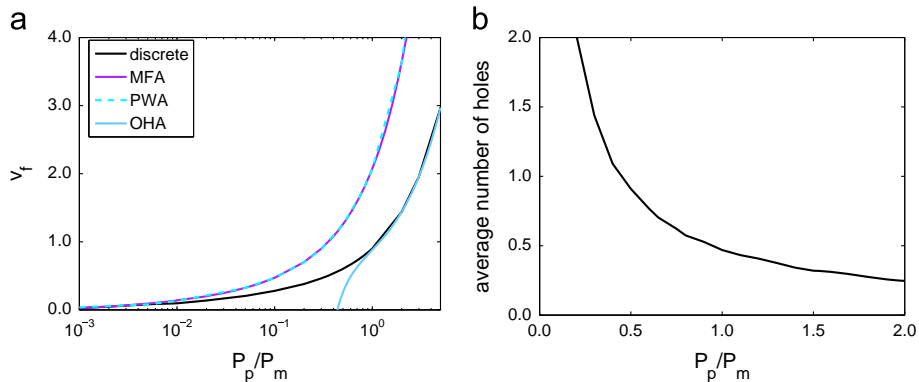 a
4.0
3.0
2.0
1.0
0.0
v_f
discrete
MFA
PWA
OHA
10^-3
10^-2
10^-1
10^0
P_p/P_m
b
2.0
1.5
1.0
0.5
0.0
average number of holes
0.0
0.5
1.0
1.5
2.0
P_p/P_m